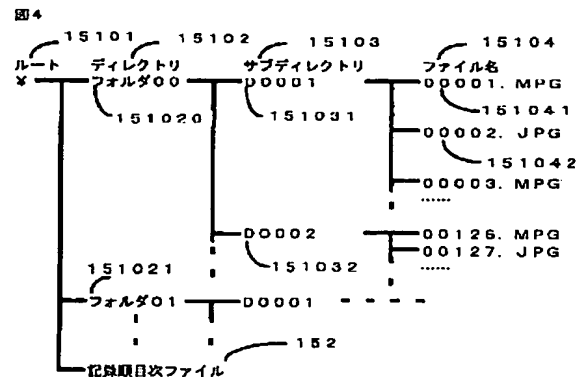 図4
15101 15102 15103 15104
ルート ディレクトリ サブディレクトリ ファイル名
¥ フォルダ00 D0001 00001. MPG
151020 151031 151041
00002. JPG
151042
00003. MPG
……
D0002 00126. MPG
00127. JPG
151021 151032 ……
フォルダ01 D0001
152
記録順目次ファイル